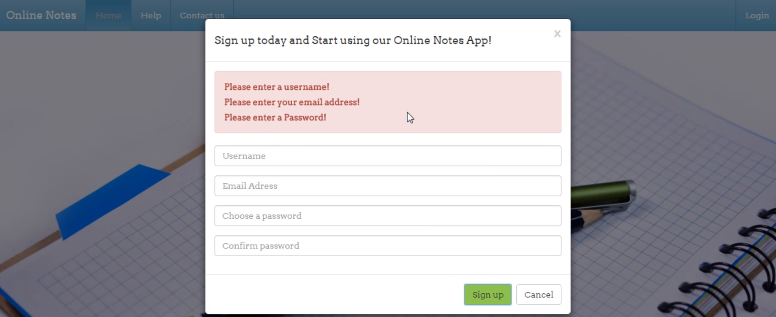 Online Notes Home Help Contact us Login
Sign up today and Start using our Online Notes App! x
Please enter a username!
Please enter your email address!
Please enter a Password!
Username
Email Adress
Choose a password
Confirm password
Sign up Cancel